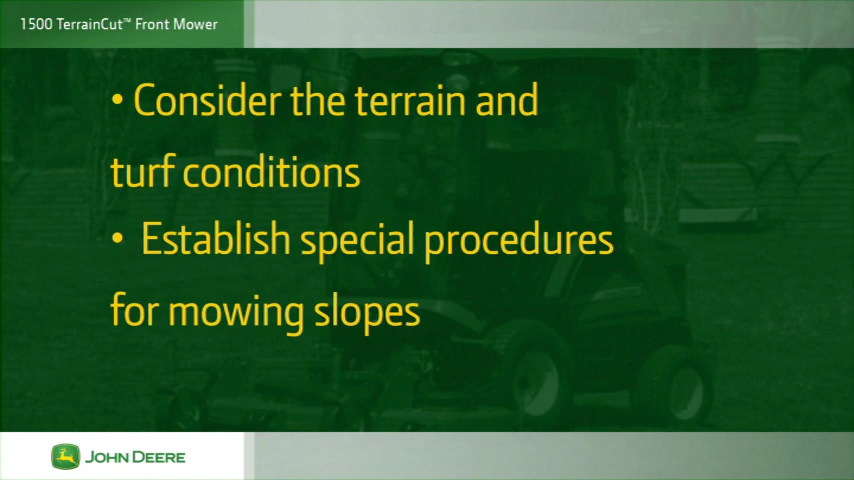 1500 TerrainCut™ Front Mower
• Consider the terrain and
turf conditions
• Establish special procedures
for mowing slopes
JOHN DEERE